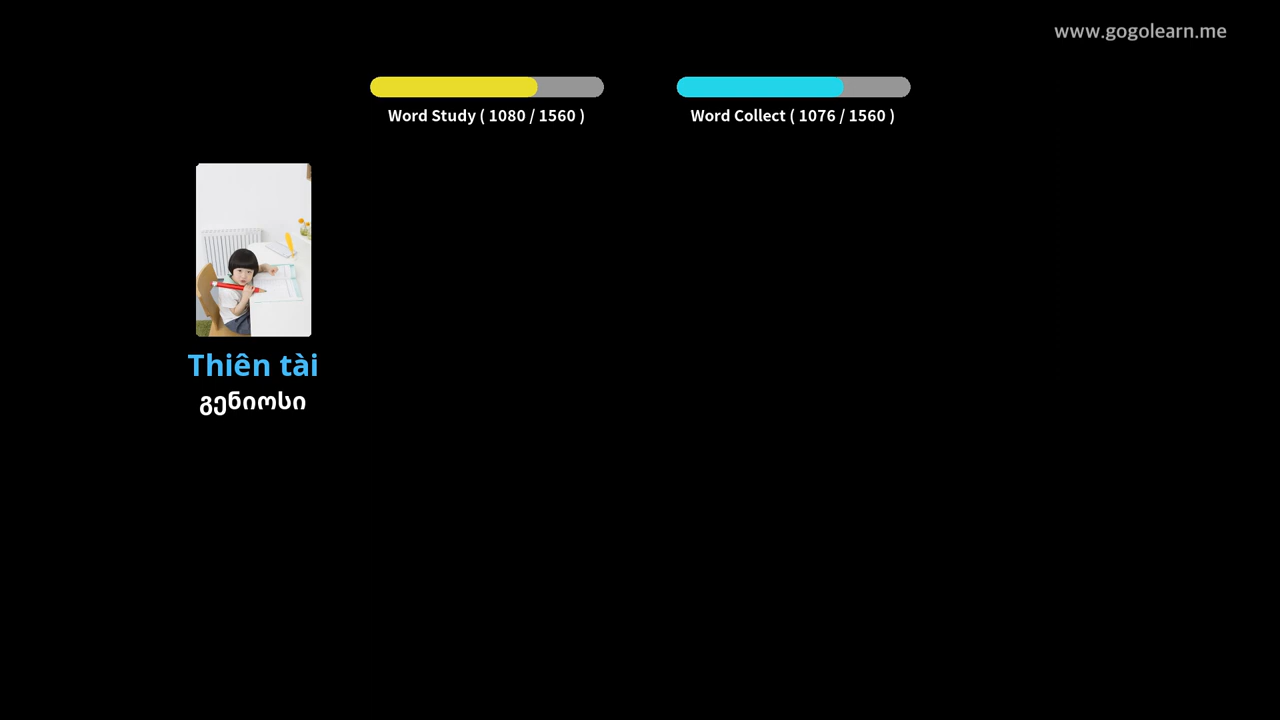 www.gogolearn.me
Word Study ( 1080 / 1560 )
Word Collect ( 1076 / 1560 )
Thiên tài
გენიოსი